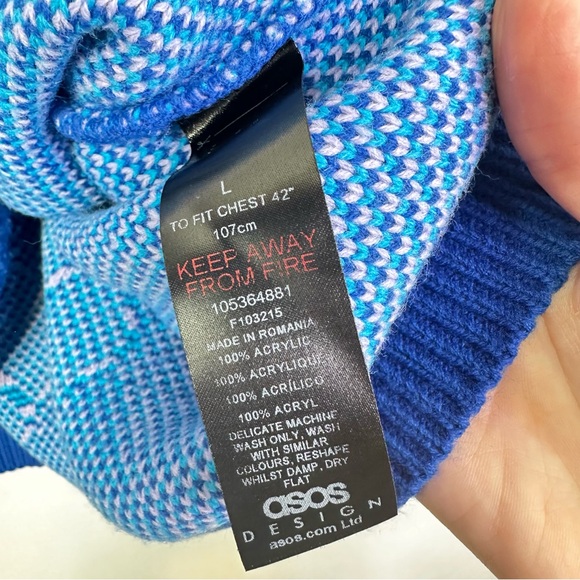 L
TO FIT CHEST 42"
107cm
KEEP AWAY
FROM FIRE
105364881
F103215
MADE IN ROMANIA
100% ACRYLIC
100% ACRYLIQUE
100% ACRÍLICO
100% ACRYL
DELICATE MACHINE
WASH ONLY, WASH
WITH SIMILAR
COLOURS, RESHAPE
WHILST DAMP, DRY
FLAT
asos
DESIGN
asos.com Ltd